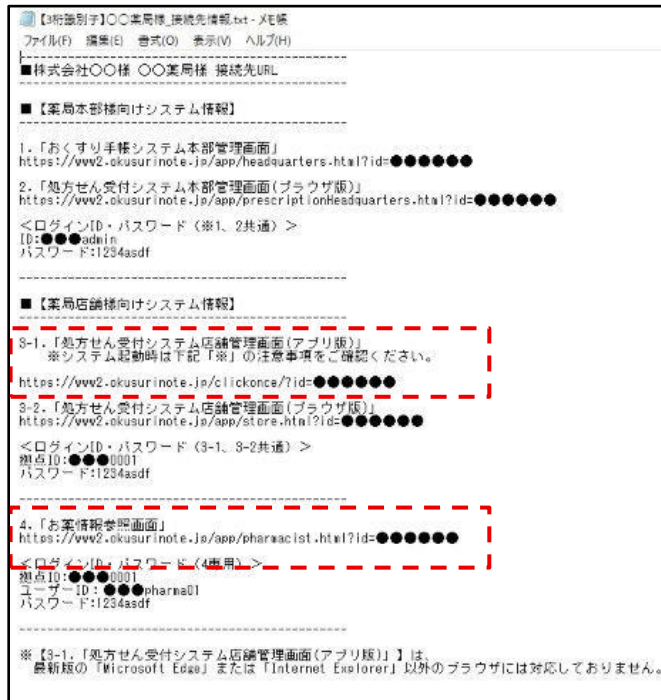 【3桁識別子】〇〇薬局様_接続先情報.txt - メモ帳
ファイル(F) 編集(E) 書式(O) 表示(V) ヘルプ(H)
■株式会社〇〇様 〇〇薬局様 接続先URL
■【薬局本部様向けシステム情報】
1.「おくすり手帳システム本部管理画面」
https://www2.okusurinote.jp/app/headquarters.html?id=●●●●●●
2.「処方せん受付システム本部管理画面(ブラウザ版)」
https://www2.okusurinote.jp/app/prescriptionHeadquarters.html?id=●●●●●●
<ログインID・パスワード(※1、2共通)>
ID:●●●admin
パスワード:1234asdf
■【薬局店舗様向けシステム情報】
3-1.「処方せん受付システム店舗管理画面(アプリ版)」
※システム起動時は下記「※」の注意事項をご確認ください。
https://www2.okusurinote.jp/clickonce/?id=●●●●●●
3-2.「処方せん受付システム店舗管理画面(ブラウザ版)」
https://www2.okusurinote.jp/app/store.html?id=●●●●●●
<ログインID・パスワード(3-1、3-2共通)>
拠点ID:●●●0001
パスワード:1234asdf
4.「お薬情報参照画面」
https://www2.okusurinote.jp/app/pharmacist.html?id=●●●●●●
<ログインID・パスワード(4専用)>
拠点ID:●●●0001
ユーザーID:●●●pharma01
パスワード:1234asdf
※【3-1.「処方せん受付システム店舗管理画面(アプリ版)」】は、
最新版の「Microsoft Edge」または「Internet Explorer」以外のブラウザには対応しておりません。